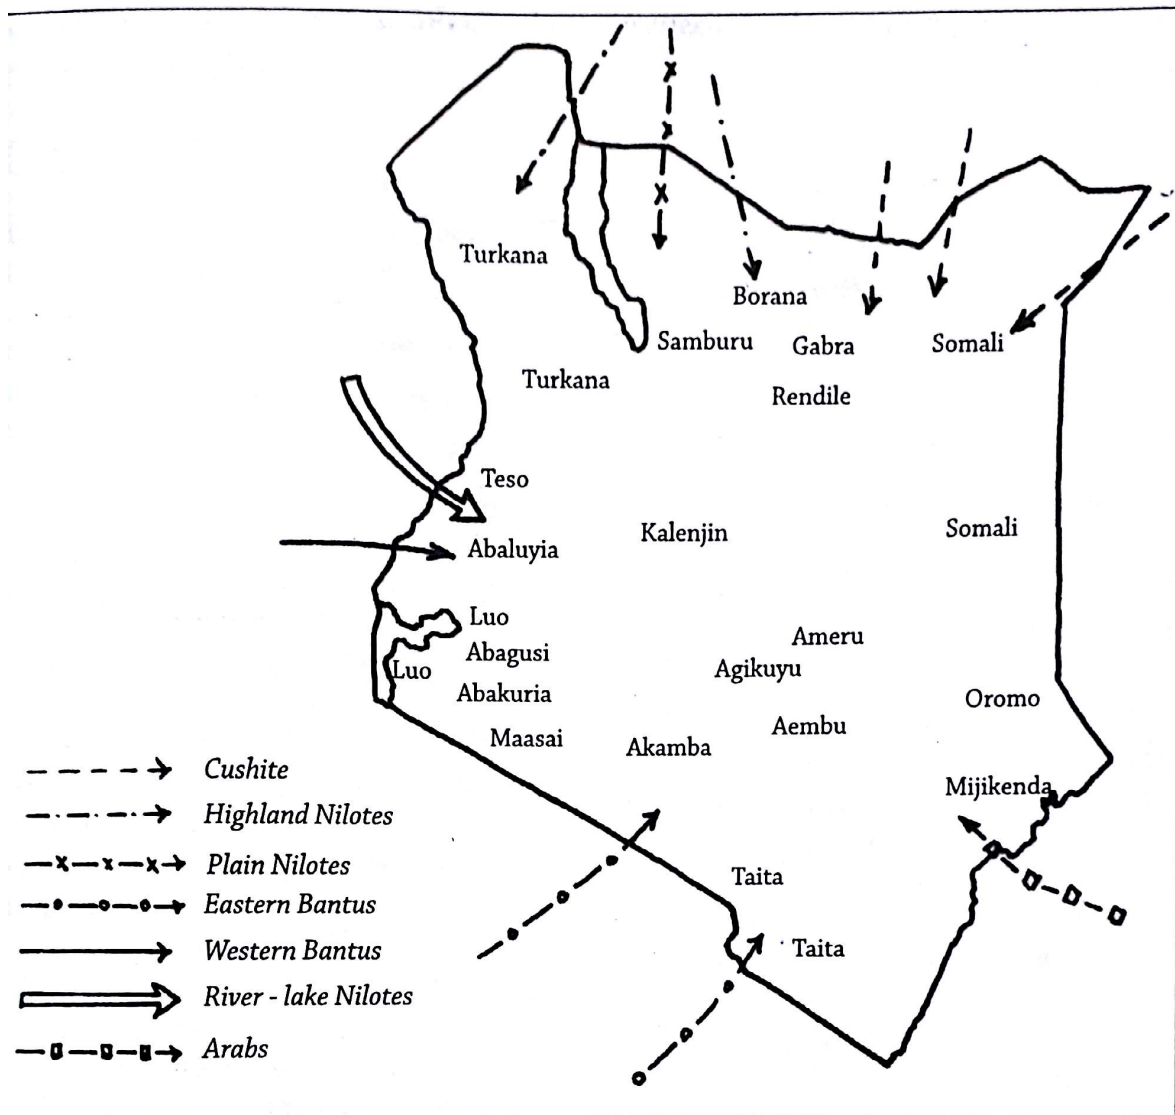 Turkana
Borana
Samburu
Gabra
Somali
Turkana
Rendile
Teso
Abaluyia
Kalenjin
Somali
Luo
Ameru
Abagusi
Luo
Agikuyu
Abakuria
Oromo
Aembu
Maasai
Akamba
Mijikenda
Taita
Taita
Cushite
Highland Nilotes
Plain Nilotes
Eastern Bantus
Western Bantus
River - lake Nilotes
Arabs